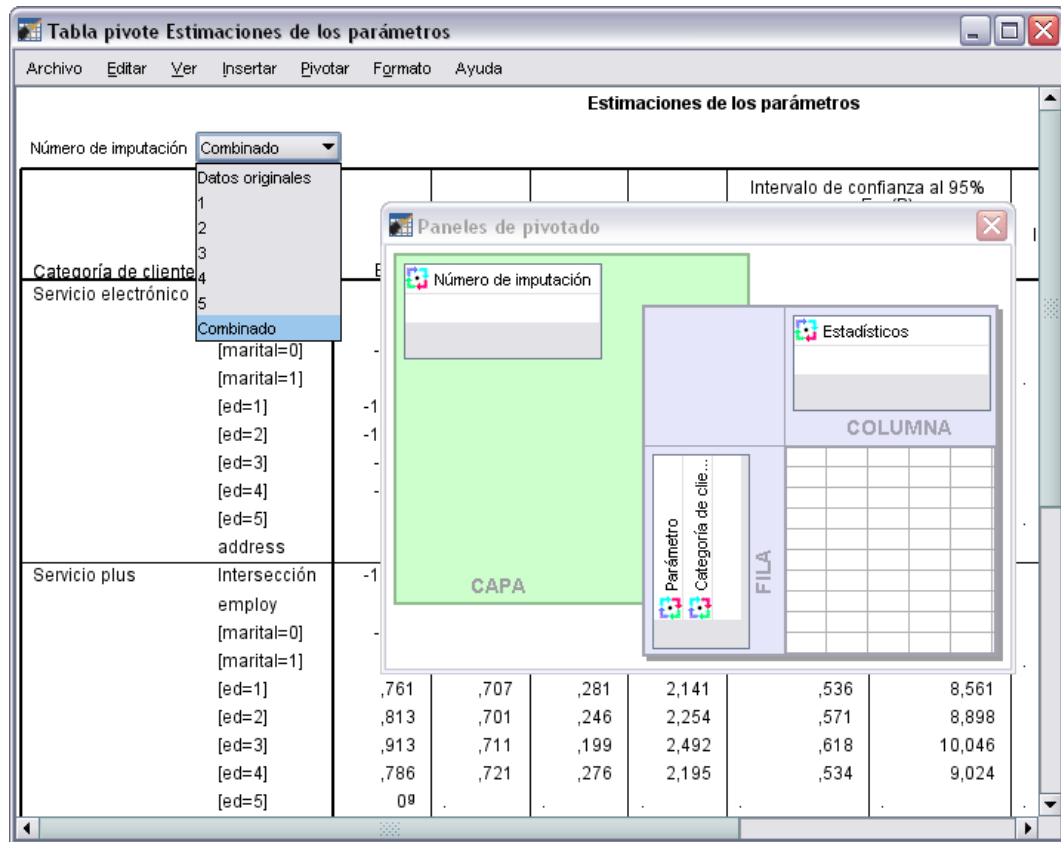 Tabla pivote Estimaciones de los parámetros
Archivo Editar Ver Insertar Pivotar Formato Ayuda
Estimaciones de los parámetros
Número de imputación Combinado
Datos originales
1
2
3
4
5
Combinado
Intervalo de confianza al 95%
Categoría de cliente
Servicio electrónico
[marital=0] -
[marital=1] .
[ed=1] -1
[ed=2] -1
[ed=3] -
[ed=4] -
[ed=5] .
address
Servicio plus Intersección -1
employ
[marital=0] -
[marital=1] .
[ed=1] ,761 ,707 ,281 2,141 ,536 8,561
[ed=2] ,813 ,701 ,246 2,254 ,571 8,898
[ed=3] ,913 ,711 ,199 2,492 ,618 10,046
[ed=4] ,786 ,721 ,276 2,195 ,534 9,024
[ed=5] 0ª . . . . . .
Paneles de pivotado
Número de imputación
CAPA
Estadísticos
COLUMNA
Parámetro
Categoría de clie...
FILA